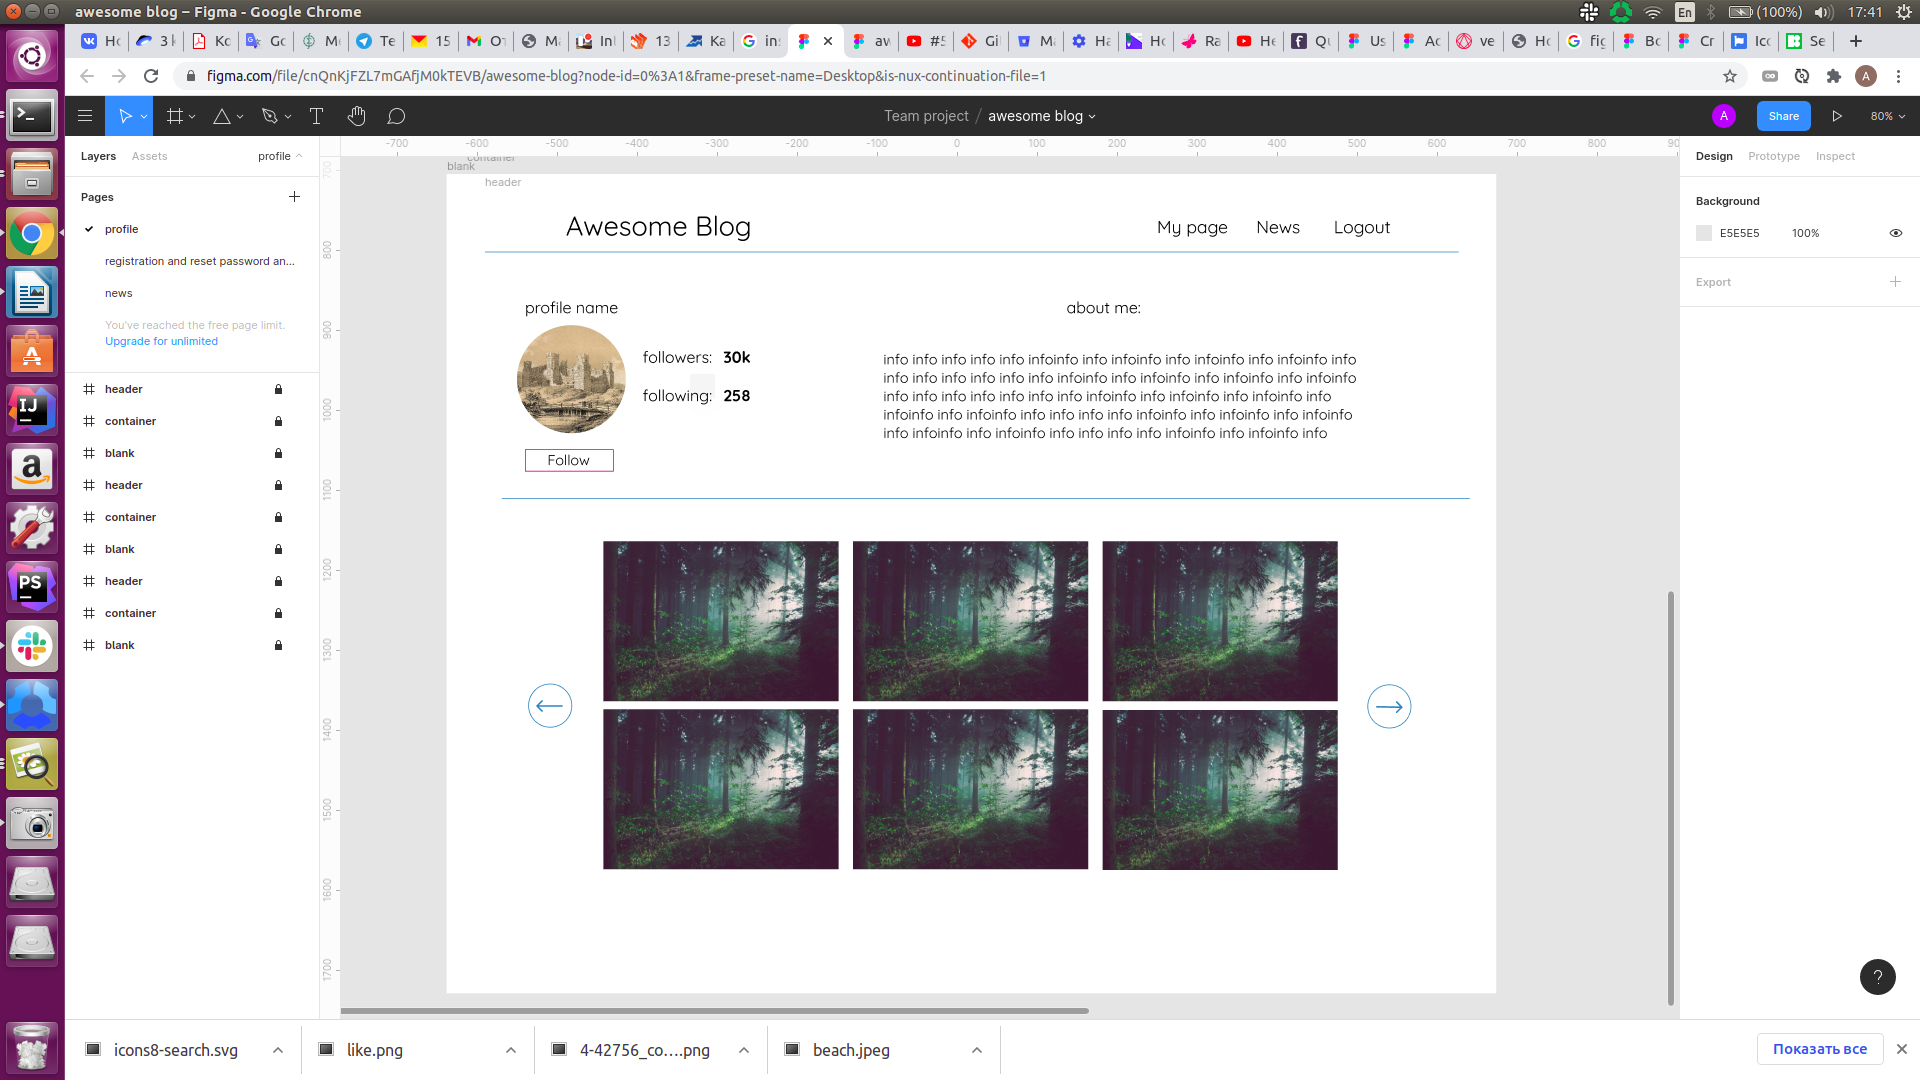 awesome blog – Figma - Google Chrome
En
(100%)
17:41
Hc
3 k
Kc
Gc
Me
Te
15
От
Ma
Int
13
Ka
ins
aw
#5
Gi
Ma
Ha
Hc
Ra
He
Qu
Us
Ac
ve
Hc
fig
Bc
Cr
Icc
Se
figma.com/file/cnQnKjFZL7mGAfjM0kTEVB/awesome-blog?node-id=0%3A1&frame-preset-name=Desktop&is-nux-continuation-file=1
A
Team project / awesome blog
A
Share
80%
Layers
Assets
profile
Pages
profile
registration and reset password an...
news
You've reached the free page limit.
Upgrade for unlimited
header
container
blank
header
container
blank
header
container
blank
-700 -600 -500 -400 -300 -200 -100 0 100 200 300 400 500 600 700 800 90
700
800
900
1000
1100
1200
1300
1400
1500
1600
1700
container
blank
header
Awesome Blog
My page
News
Logout
profile name
about me:
followers: 30k
following: 258
Follow
info info info info info infoinfo info infoinfo info infoinfo info infoinfo info
info info info info info info infoinfo info infoinfo info infoinfo info infoinfo
info info info info info info info infoinfo info infoinfo info infoinfo info
infoinfo info infoinfo info info info info infoinfo info infoinfo info infoinfo
info infoinfo info infoinfo info info info info infoinfo info infoinfo info
Design
Prototype
Inspect
Background
E5E5E5
100%
Export
?
icons8-search.svg
like.png
4-42756_co....png
beach.jpeg
Показать все